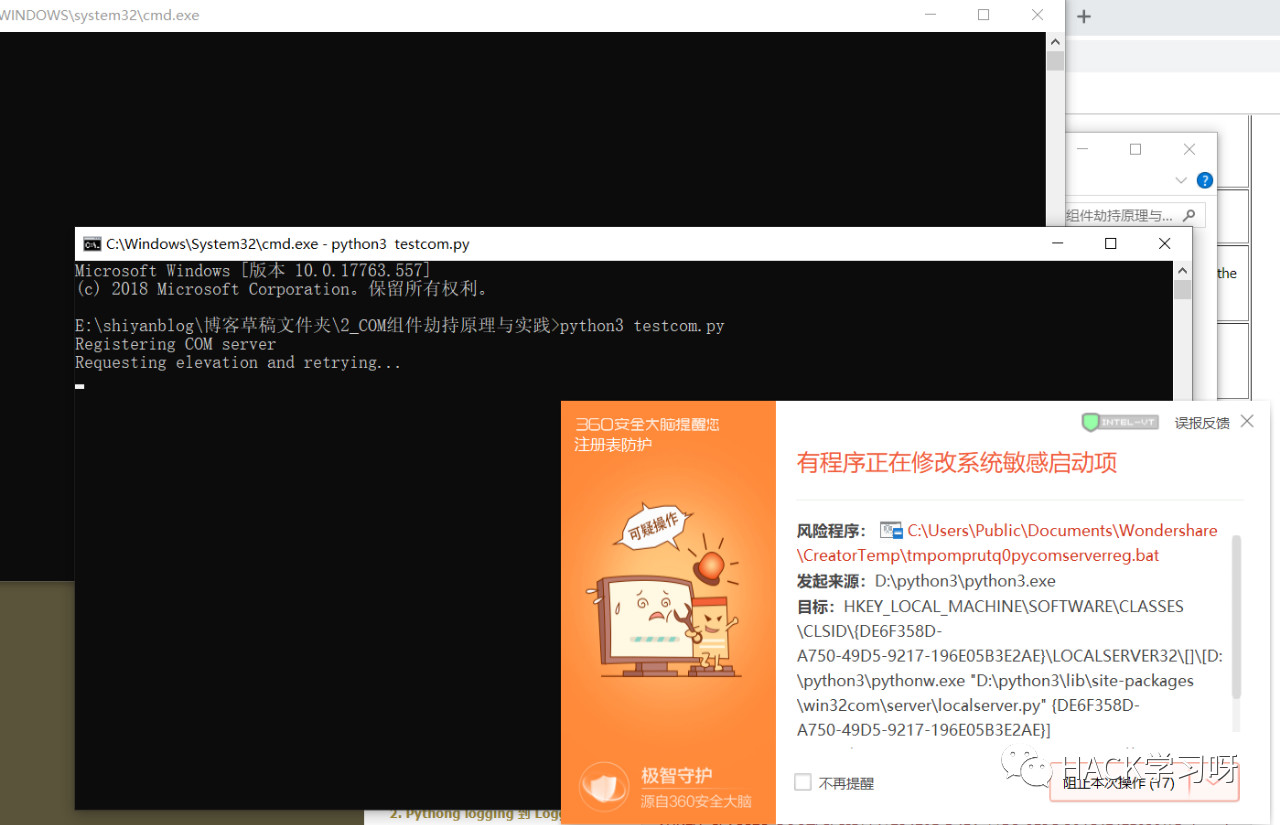 WINDOWS\system32\cmd.exe
组件劫持原理与...
C:\Windows\System32\cmd.exe - python3 testcom.py
the
Microsoft Windows [版本 10.0.17763.557]
(c) 2018 Microsoft Corporation。保留所有权利。
E:\shiyanblog\博客草稿文件夹\2_COM组件劫持原理与实践>python3 testcom.py
Registering COM server
Requesting elevation and retrying...
360安全大脑提醒您
注册表防护
可疑操作
极智守护
源自360安全大脑
INTEL-VT
误报反馈
有程序正在修改系统敏感启动项
风险程序： C:\Users\Public\Documents\Wondershare
\CreatorTemp\tmpomprutq0pycomserverreg.bat
发起来源：D:\python3\python3.exe
目标：HKEY_LOCAL_MACHINE\SOFTWARE\CLASSES
\CLSID\{DE6F358D-
A750-49D5-9217-196E05B3E2AE}\LOCALSERVER32\[]\[D:
\python3\pythonw.exe "D:\python3\lib\site-packages
\win32com\server\localserver.py" {DE6F358D-
A750-49D5-9217-196E05B3E2AE}]
不再提醒
阻止本次操作 (17)
HACK学习呀
2. Pythong logging 到